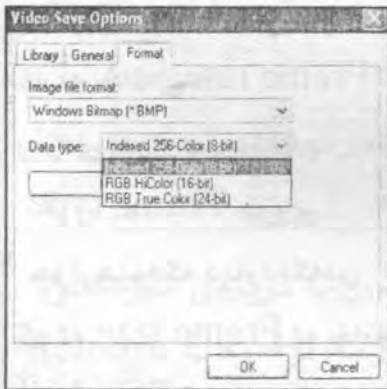 Video Save Options
Library General Format
Image file format:
Windows Bitmap (*.BMP)
Data type: Indexed 256-Color (8-bit)
Indexed 256-Color (8-bit)
RGB HiColor (16-bit)
RGB True Color (24-bit)
OK Cancel